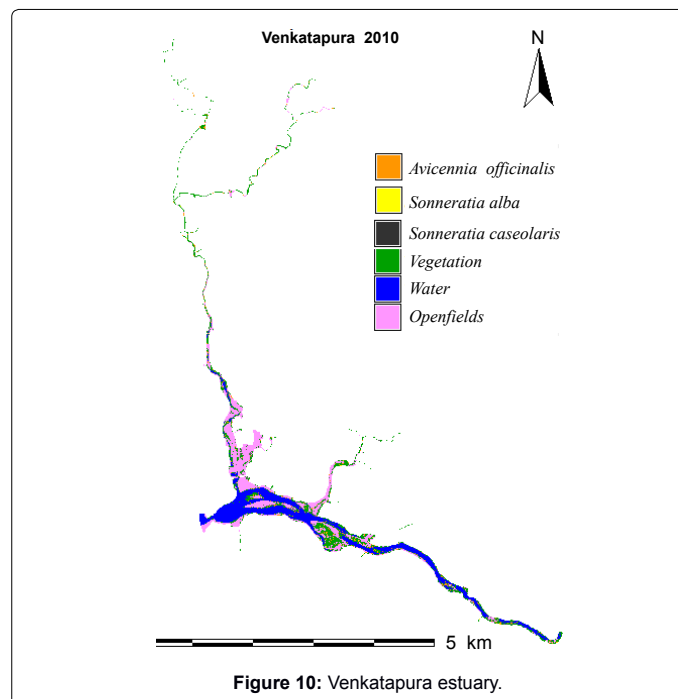 Venkatapura 2010
N
Avicennia officinalis
Sonneratia alba
Sonneratia caseolaris
Vegetation
Water
Openfields
5 km
Figure 10: Venkatapura estuary.